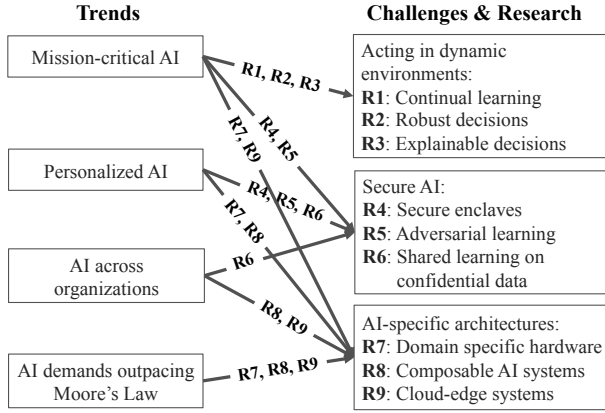 Trends
Challenges & Research
Mission-critical AI
Personalized AI
AI across
organizations
AI demands outpacing
Moore's Law
R1, R2, R3
R4, R5
R7, R9
R4, R5, R6
R7, R8
R6
R8, R9
R7, R8, R9
Acting in dynamic
environments:
R1: Continual learning
R2: Robust decisions
R3: Explainable decisions
Secure AI:
R4: Secure enclaves
R5: Adversarial learning
R6: Shared learning on
confidential data
AI-specific architectures:
R7: Domain specific hardware
R8: Composable AI systems
R9: Cloud-edge systems